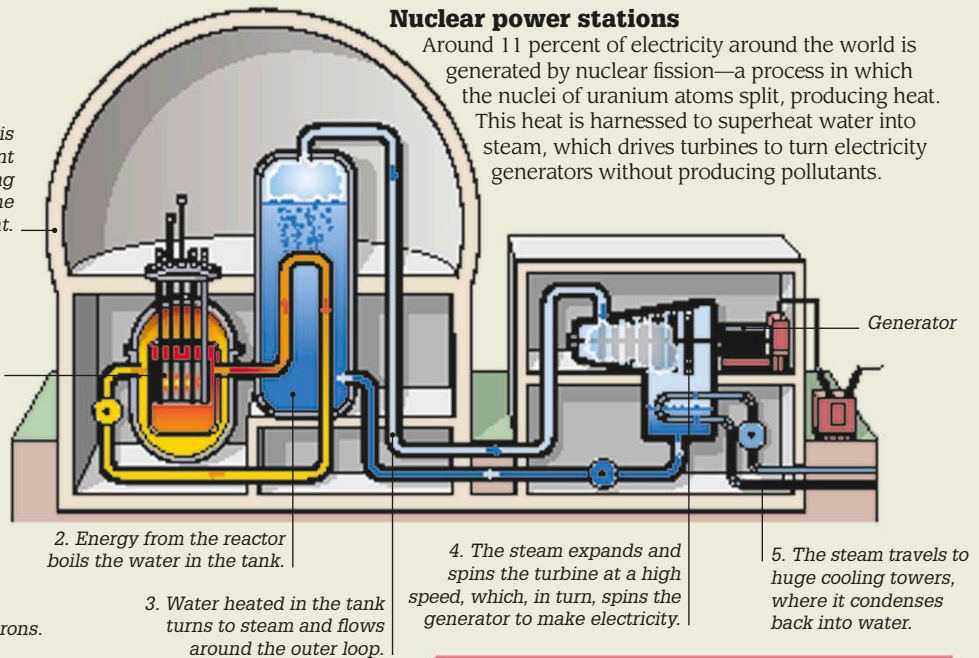 Nuclear power stations
Around 11 percent of electricity around the world is
generated by nuclear fission—a process in which
the nuclei of uranium atoms split, producing heat.
This heat is harnessed to superheat water into
steam, which drives turbines to turn electricity
generators without producing pollutants.
is
Generator
2. Energy from the reactor
boils the water in the tank.
3. Water heated in the tank
turns to steam and flows
around the outer loop.
4. The steam expands and
spins the turbine at a high
speed, which, in turn, spins the
generator to make electricity.
5. The steam travels to
huge cooling towers,
where it condenses
back into water.